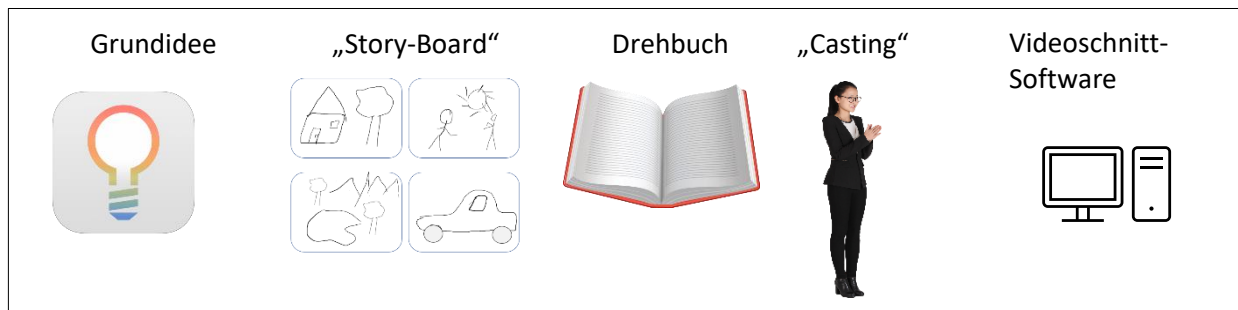 Grundidee
„Story-Board“
Drehbuch
„Casting“
Videoschnitt-
Software